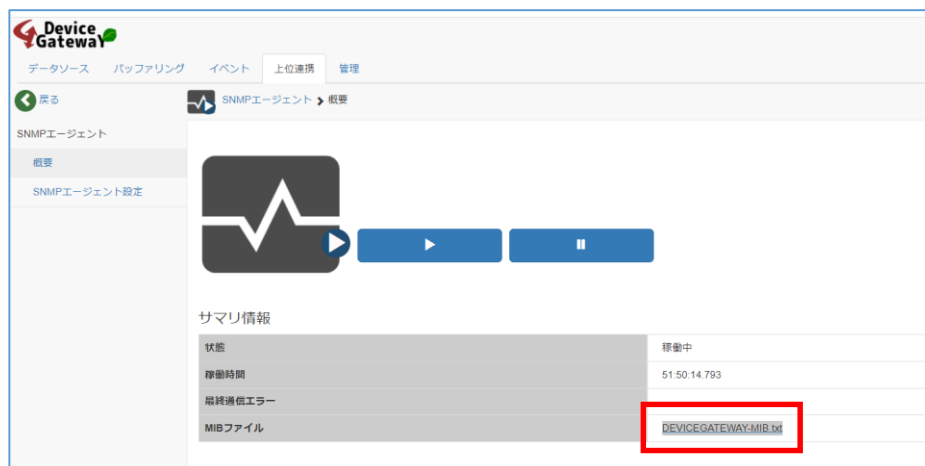 Device
Gateway
データソース バッファリング イベント 上位連携 管理
戻る SNMPエージェント 概要
SNMPエージェント
概要
SNMPエージェント設定
サマリ情報
状態 稼働中
稼働時間 51:50:14.793
最終通信エラー
MIBファイル DEVICEGATEWAY-MIB.txt